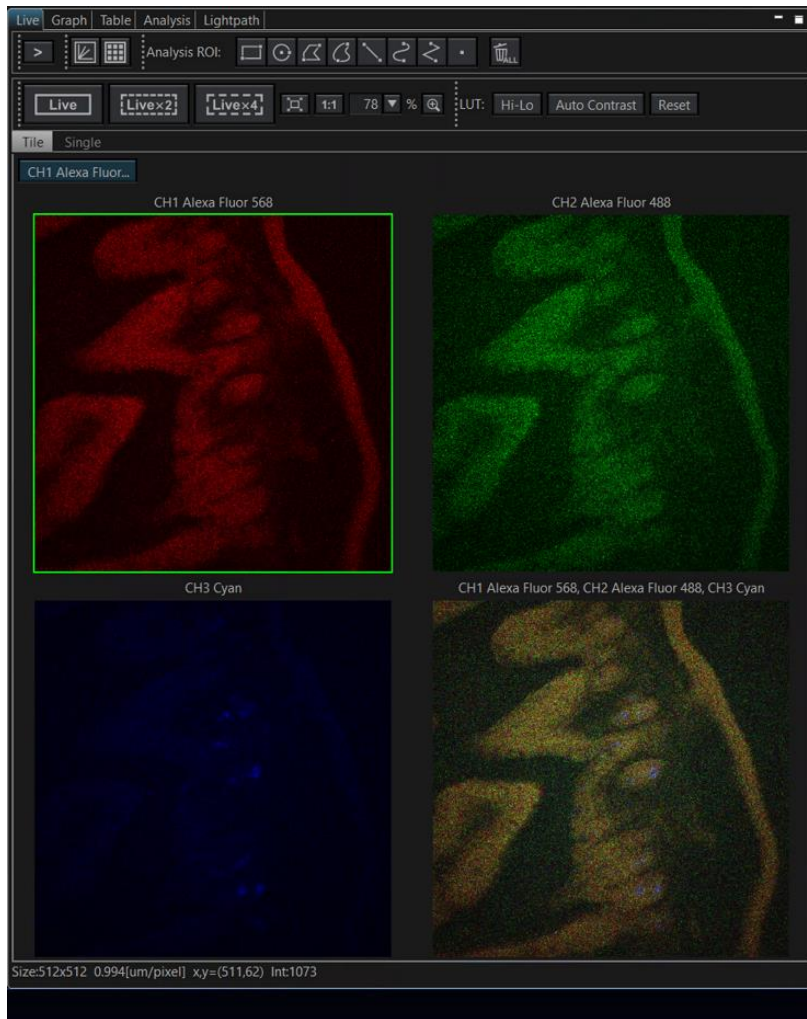 Live Graph Table Analysis Lightpath
> Analysis ROI: ALL
Live Live×2 Live×4 1:1 78 % LUT: Hi-Lo Auto Contrast Reset
Tile Single
CH1 Alexa Fluor...
CH1 Alexa Fluor 568 CH2 Alexa Fluor 488
CH3 Cyan CH1 Alexa Fluor 568, CH2 Alexa Fluor 488, CH3 Cyan
Size:512x512 0.994[um/pixel] x,y=(511,62) Int:1073